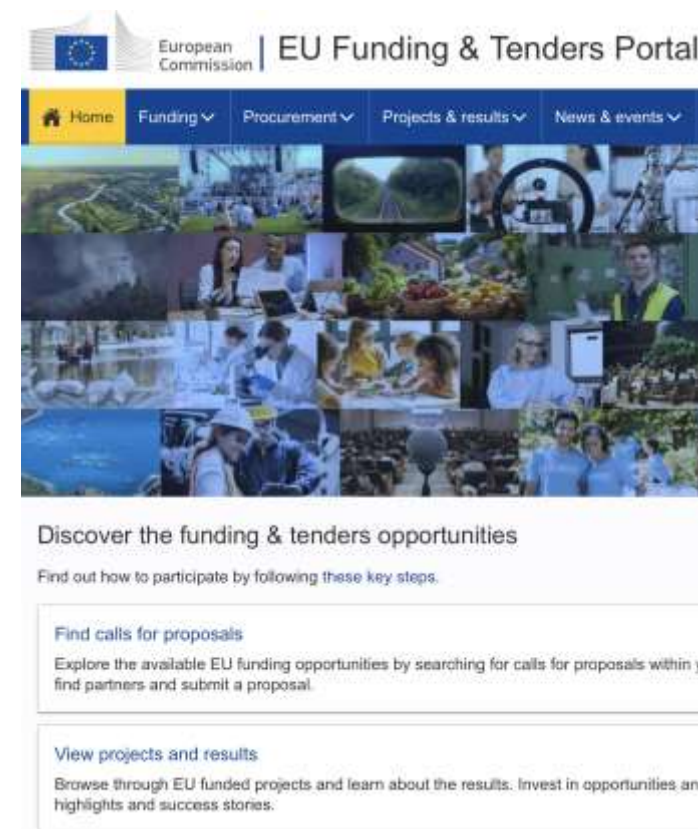 European
Commission
EU Funding & Tenders Portal
Home Funding Procurement Projects & results News & events
Discover the funding & tenders opportunities
Find out how to participate by following these key steps.
Find calls for proposals
Explore the available EU funding opportunities by searching for calls for proposals within
find partners and submit a proposal.
View projects and results
Browse through EU funded projects and learn about the results. Invest in opportunities an
highlights and success stories.